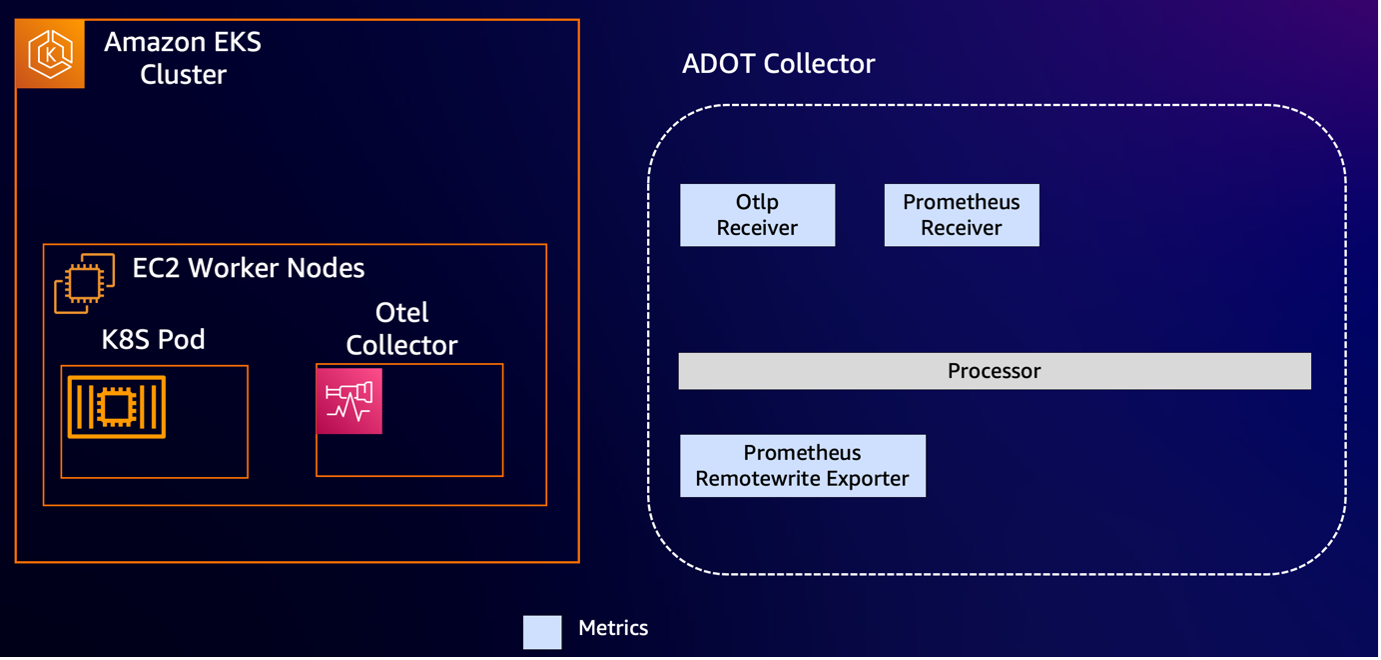 Amazon EKS
Cluster
EC2 Worker Nodes
K8S Pod
Otel
Collector
ADOT Collector
Otlp
Receiver
Prometheus
Receiver
Processor
Prometheus
Remotewrite Exporter
Metrics